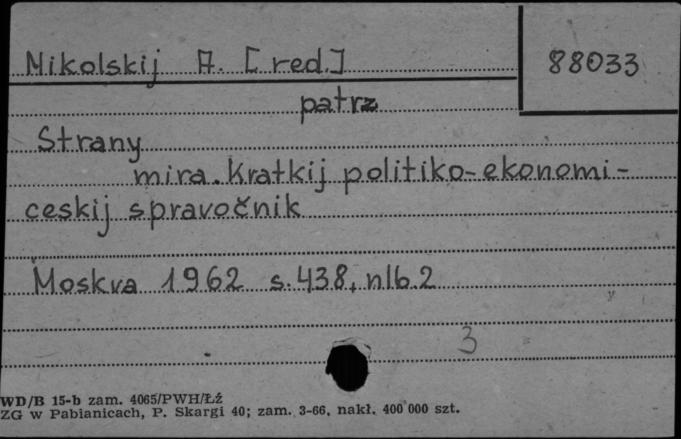 Mikolskij A. [red.]
88033
patrz
Strany
mira. Kratkij politiko-ekonomi-
ceskij spravočnik
Moskva 1962 s. 438, nlb. 2
3
WD/B 15-b zam. 4065/PWH/Łź
ZG w Pabianicach, P. Skargi 40; zam. 3-66, nakł. 400 000 szt.